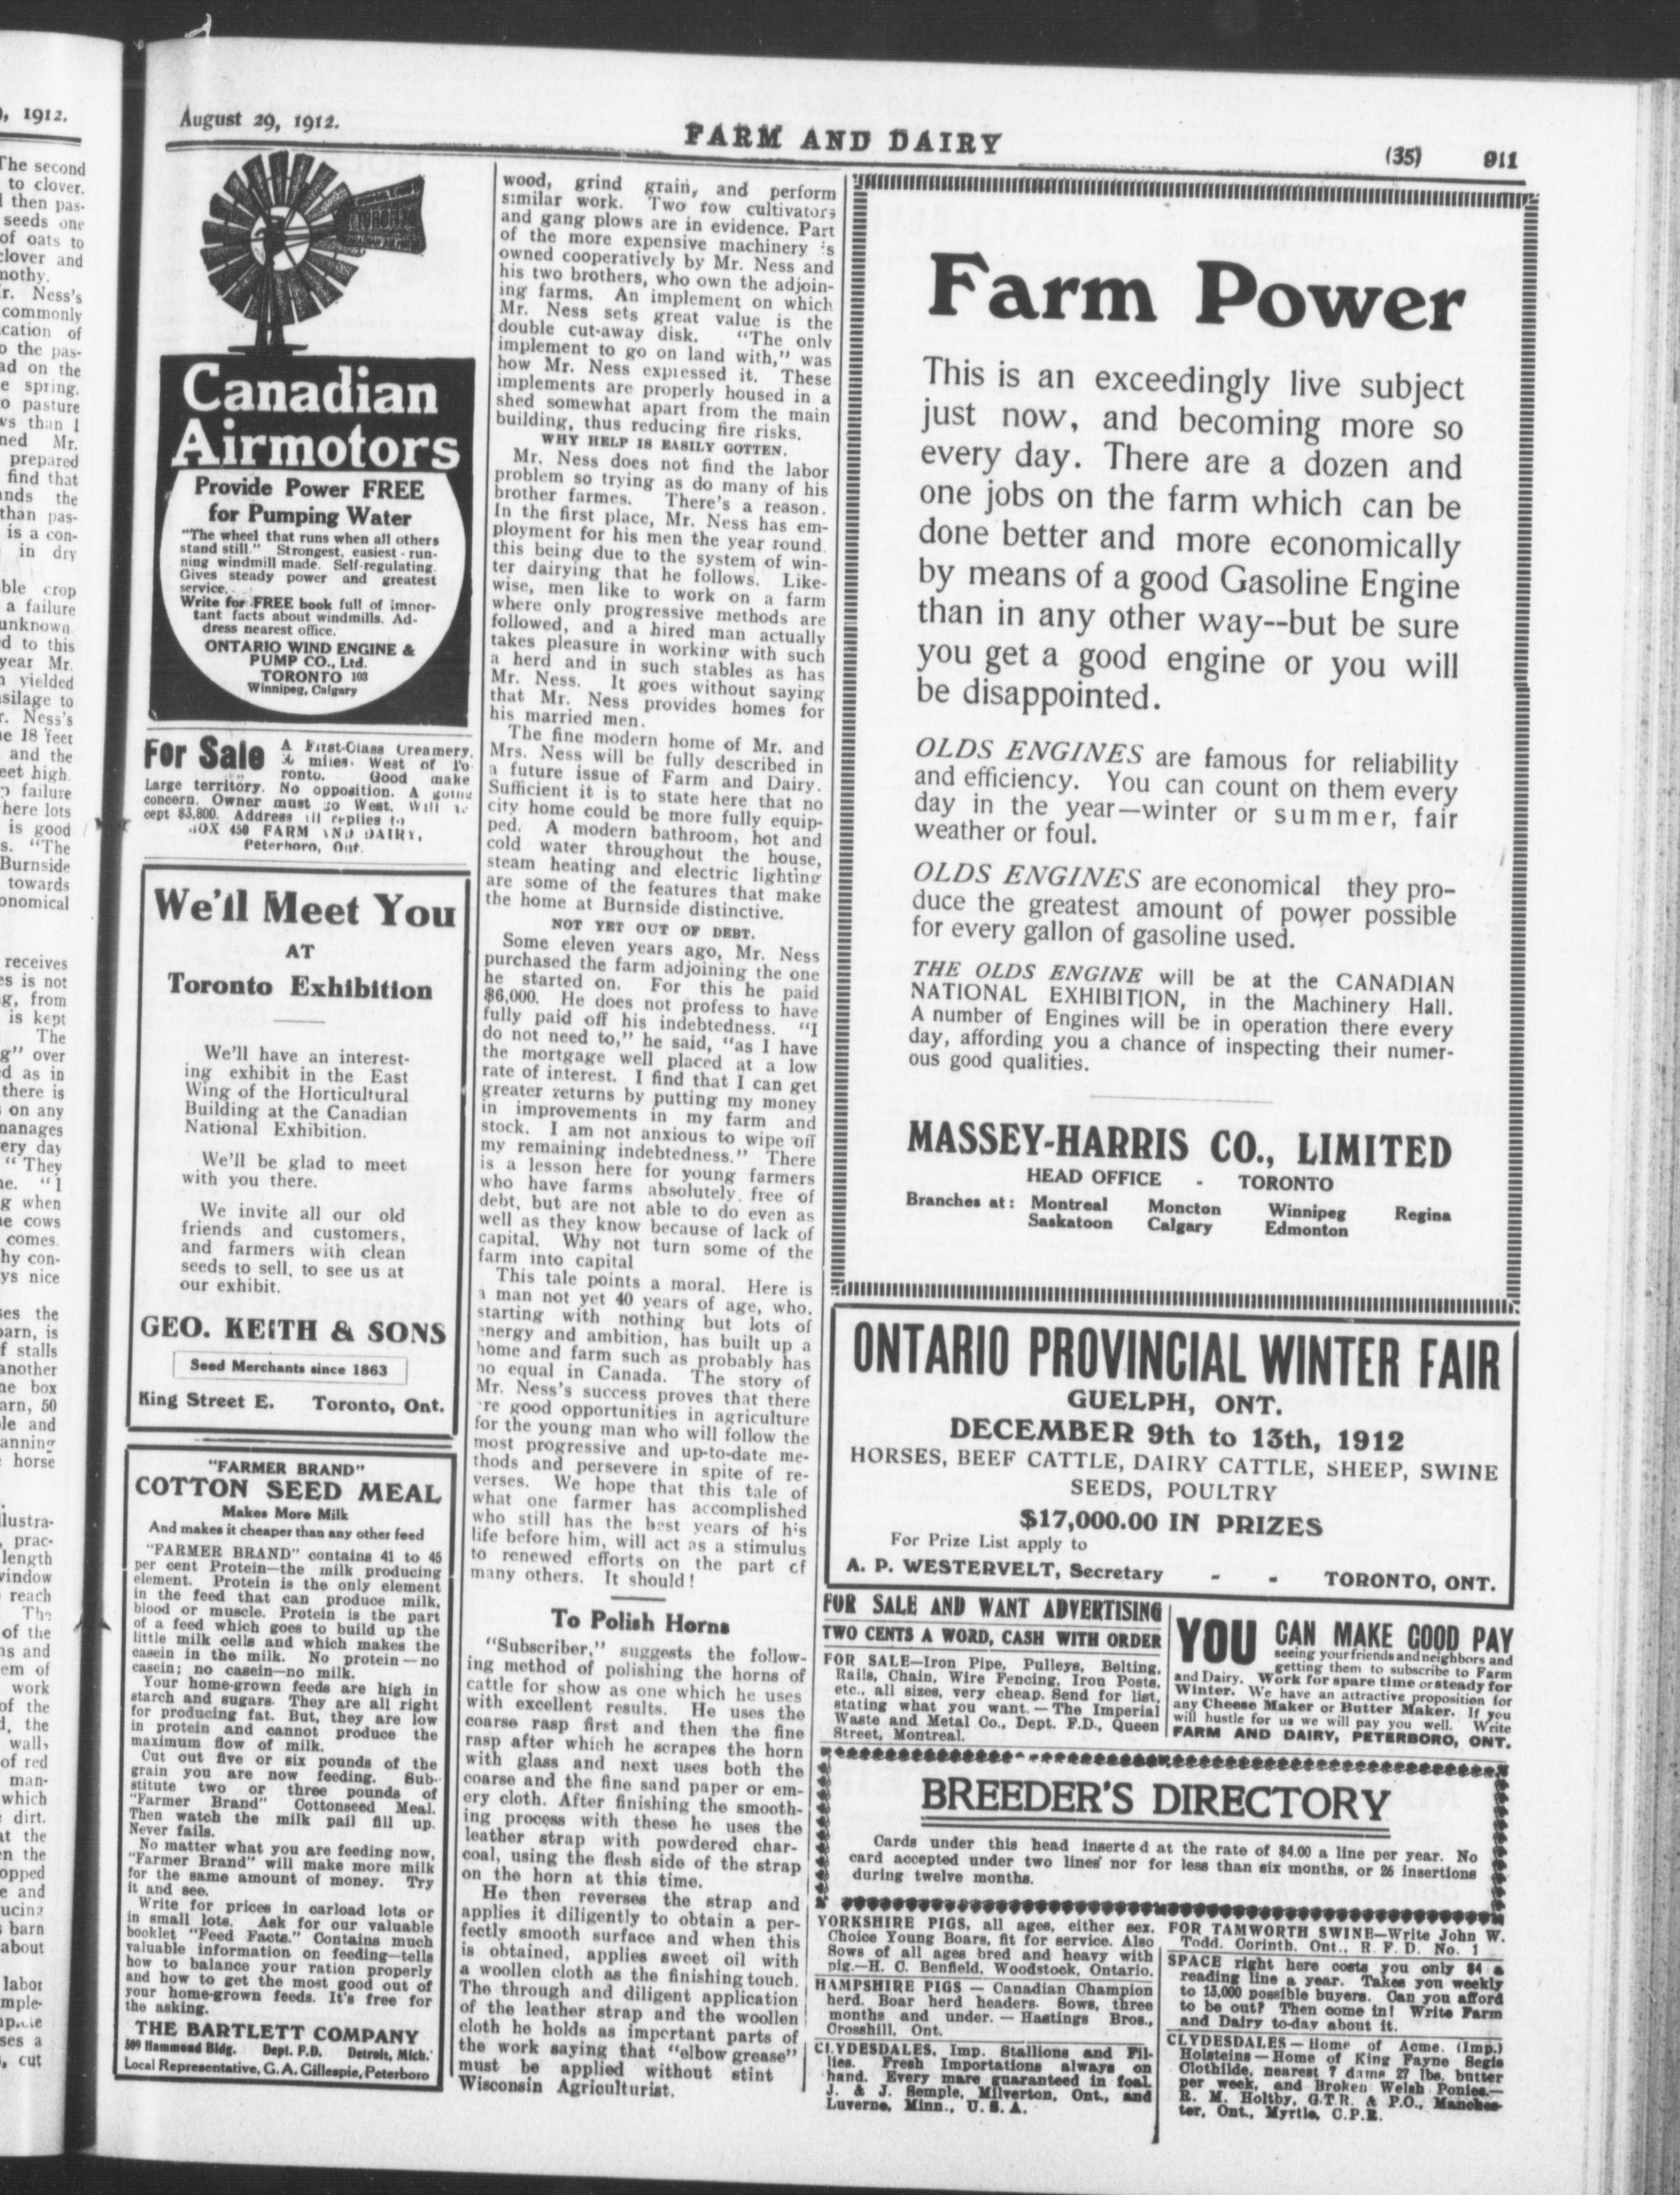 August 29, 1912.
FARM AND DAIRY
(35) 911
Canadian
Airmotors
Provide Power FREE
for Pumping Water
"The wheel that runs when all others
stand still." Strongest, easiest-run-
ning windmill made. Self-regulating.
Gives steady power and greatest
service.
Write for FREE book full of impor-
tant facts about windmills. Ad-
dress nearest office.
ONTARIO WIND ENGINE &
PUMP CO., Ltd.
TORONTO 103
Winnipeg, Calgary
For Sale
A First-Class Creamery,
miles. West of To-
ronto. Good make
Large territory. No opposition. A going
concern. Owner must go West. Will ac-
cept $3,800. Address all replies to
BOX 450 FARM AND DAIRY,
Peterboro, Ont.
We'll Meet You
AT
Toronto Exhibition
We'll have an interest-
ing exhibit in the East
Wing of the Horticultural
Building at the Canadian
National Exhibition.
We'll be glad to meet
with you there.
We invite all our old
friends and customers,
and farmers with clean
seeds to sell, to see us at
our exhibit.
GEO. KEITH & SONS
Seed Merchants since 1863
King Street E. Toronto, Ont.
"FARMER BRAND"
COTTON SEED MEAL
Makes More Milk
And makes it cheaper than any other feed
"FARMER BRAND" contains 41 to 45
per cent Protein—the milk producing
element. Protein is the only element
in the feed that can produce milk,
blood or muscle. Protein is the part
of a feed which goes to build up the
little milk cells and which makes the
casein in the milk. No protein—no
casein; no casein—no milk.
Your home-grown feeds are high in
starch and sugars. They are all right
for producing fat. But, they are low
in protein and cannot produce the
maximum flow of milk.
Cut out five or six pounds of the
grain you are now feeding. Sub-
stitute two or three pounds of
"Farmer Brand" Cottonseed Meal.
Then watch the milk pail fill up.
Never fails.
No matter what you are feeding now,
"Farmer Brand" will make more milk
for the same amount of money. Try
it and see.
Write for prices in carload lots or
in small lots. Ask for our valuable
booklet "Feed Facts." Contains much
valuable information on feeding—tells
how to balance your ration properly
and how to get the most good out of
your home-grown feeds. It's free for
the asking.
THE BARTLETT COMPANY
509 Hammond Bldg. Dept. F.D. Detroit, Mich.
Local Representative, G. A. Gillespie, Peterboro
wood, grind grain, and perform
similar work. Two row cultivators
and gang plows are in evidence. Part
of the more expensive machinery is
owned cooperatively by Mr. Ness and
his two brothers, who own the adjoin-
ing farms. An implement on which
Mr. Ness sets great value is the
double cut-away disk. "The only
implement to go on land with," was
how Mr. Ness expressed it. These
implements are properly housed in a
shed somewhat apart from the main
building, thus reducing fire risks.
WHY HELP IS EASILY GOTTEN.
Mr. Ness does not find the labor
problem so trying as do many of his
brother farmes. There's a reason.
In the first place, Mr. Ness has em-
ployment for his men the year round.
this being due to the system of win-
ter dairying that he follows. Like-
wise, men like to work on a farm
where only progressive methods are
followed, and a hired man actually
takes pleasure in working with such
a herd and in such stables as has
Mr. Ness. It goes without saying
that Mr. Ness provides homes for
his married men.
The fine modern home of Mr. and
Mrs. Ness will be fully described in
a future issue of Farm and Dairy.
Sufficient it is to state here that no
city home could be more fully equip-
ped. A modern bathroom, hot and
cold water throughout the house,
steam heating and electric lighting
are some of the features that make
the home at Burnside distinctive.
NOT YET OUT OF DEBT.
Some eleven years ago, Mr. Ness
purchased the farm adjoining the one
he started on. For this he paid
$6,000. He does not profess to have
fully paid off his indebtedness. "I
do not need to," he said, "as I have
the mortgage well placed at a low
rate of interest. I find that I can get
greater returns by putting my money
in improvements in my farm and
stock. I am not anxious to wipe off
my remaining indebtedness." There
is a lesson here for young farmers
who have farms absolutely free of
debt, but are not able to do even as
well as they know because of lack of
capital. Why not turn some of the
farm into capital
This tale points a moral. Here is
a man not yet 40 years of age, who,
starting with nothing but lots of
energy and ambition, has built up a
home and farm such as probably has
no equal in Canada. The story of
Mr. Ness's success proves that there
are good opportunities in agriculture
for the young man who will follow the
most progressive and up-to-date me-
thods and persevere in spite of re-
verses. We hope that this tale of
what one farmer has accomplished
who still has the best years of his
life before him, will act as a stimulus
to renewed efforts on the part of
many others. It should!
To Polish Horns
"Subscriber," suggests the follow-
ing method of polishing the horns of
cattle for show as one which he uses
with excellent results. He uses the
coarse rasp first and then the fine
rasp after which he scrapes the horn
with glass and next uses both the
coarse and the fine sand paper or em-
ery cloth. After finishing the smooth-
ing process with these he uses the
leather strap with powdered char-
coal, using the flesh side of the strap
on the horn at this time.
He then reverses the strap and
applies it diligently to obtain a per-
fectly smooth surface and when this
is obtained, applies sweet oil with
a woollen cloth as the finishing touch.
The through and diligent application
of the leather strap and the woollen
cloth he holds as important parts of
the work saying that "elbow grease"
must be applied without stint
Wisconsin Agriculturist.
Farm Power
This is an exceedingly live subject
just now, and becoming more so
every day. There are a dozen and
one jobs on the farm which can be
done better and more economically
by means of a good Gasoline Engine
than in any other way--but be sure
you get a good engine or you will
be disappointed.
OLDS ENGINES are famous for reliability
and efficiency. You can count on them every
day in the year—winter or summer, fair
weather or foul.
OLDS ENGINES are economical they pro-
duce the greatest amount of power possible
for every gallon of gasoline used.
THE OLDS ENGINE will be at the CANADIAN
NATIONAL EXHIBITION, in the Machinery Hall.
A number of Engines will be in operation there every
day, affording you a chance of inspecting their numer-
ous good qualities.
MASSEY-HARRIS CO., LIMITED
HEAD OFFICE - TORONTO
Branches at: Montreal Moncton Winnipeg Regina
Saskatoon Calgary Edmonton
ONTARIO PROVINCIAL WINTER FAIR
GUELPH, ONT.
DECEMBER 9th to 13th, 1912
HORSES, BEEF CATTLE, DAIRY CATTLE, SHEEP, SWINE
SEEDS, POULTRY
$17,000.00 IN PRIZES
For Prize List apply to
A. P. WESTERVELT, Secretary - - TORONTO, ONT.
FOR SALE AND WANT ADVERTISING
TWO CENTS A WORD, CASH WITH ORDER
FOR SALE—Iron Pipe, Pulleys, Belting,
Rails, Chain, Wire Fencing, Iron Posts,
etc., all sizes, very cheap. Send for list,
stating what you want.—The Imperial
Waste and Metal Co., Dept. F.D., Queen
Street, Montreal.
YOU CAN MAKE GOOD PAY
seeing your friends and neighbors and
getting them to subscribe to Farm
and Dairy. Work for spare time or steady for
Winter. We have an attractive proposition for
any Cheese Maker or Butter Maker. If you
will hustle for us we will pay you well. Write
FARM AND DAIRY, PETERBORO, ONT.
BREEDER'S DIRECTORY
Cards under this head inserted at the rate of $4.00 a line per year. No
card accepted under two lines nor for less than six months, or 26 insertions
during twelve months.
YORKSHIRE PIGS, all ages, either sex.
Choice Young Boars, fit for service. Also
Sows of all ages bred and heavy with
pig.—H. C. Benfield, Woodstock, Ontario.
HAMPSHIRE PIGS — Canadian Champion
herd. Boar herd headers. Sows, three
months and under. — Hastings Bros.,
Crosshill, Ont.
CLYDESDALES, Imp. Stallions and Fil-
lies. Fresh Importations always on
hand. Every mare guaranteed in foal.
J. & J. Semple, Milverton, Ont., and
Luverne, Minn., U. S. A.
FOR TAMWORTH SWINE—Write John W.
Todd, Corinth, Ont., R. F. D. No. 1
SPACE right here costs you only $4 a
reading line a year. Takes you weekly
to 13,000 possible buyers. Can you afford
to be out? Then come in! Write Farm
and Dairy to-day about it.
CLYDESDALES—Home of Acme, (Imp.)
Holsteins—Home of King Fayne Segis
Clothilde, nearest 7 dams 27 lbs. butter
per week, and Broken Welsh Ponies.—
R. M. Holtby, G.T.R. & P.O., Manches-
ter, Ont., Myrtle, C.P.R.